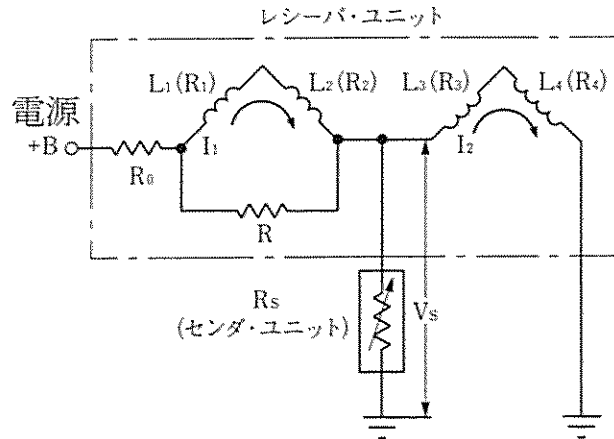 レシーバ・ユニット
L₁(R₁)
L₂(R₂)
L₃(R₃)
L₄(R₄)
電源
+B
R₀
I₁
I₂
R
Rs
(センダ・ユニット)
Vs